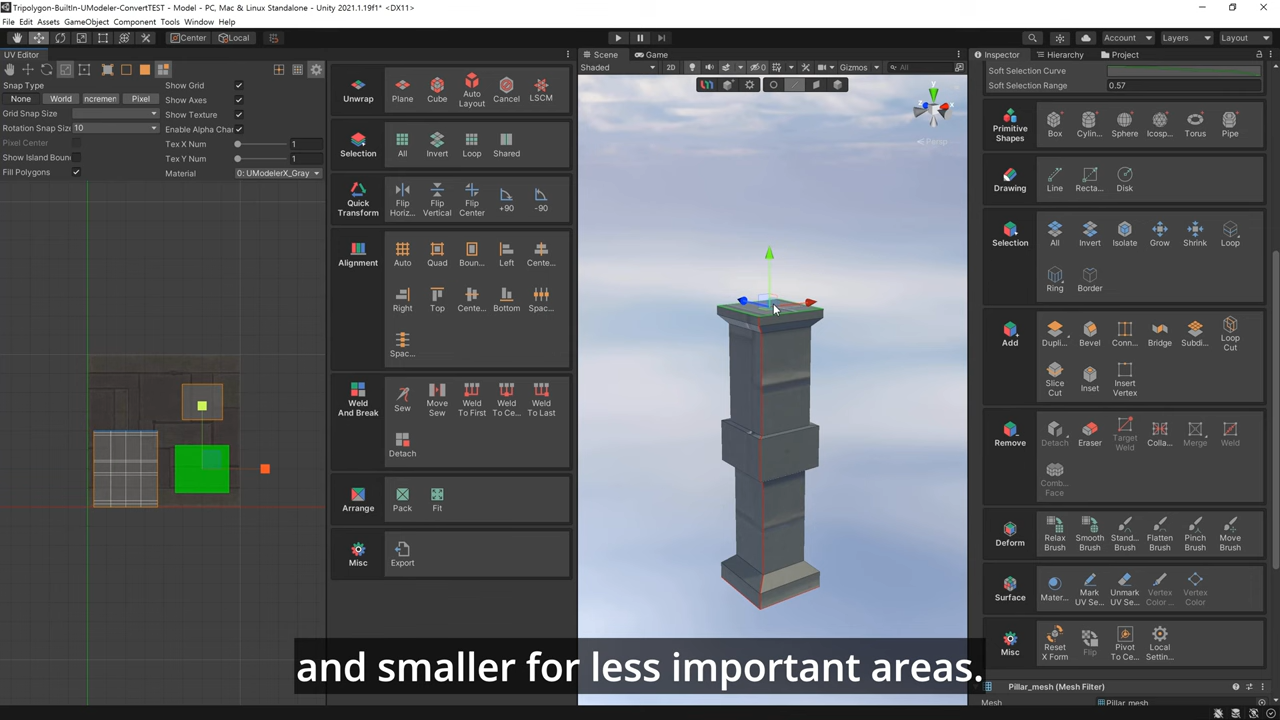 Tripolygon-BuiltIn-UModeler-ConvertTEST - Model - PC, Mac & Linux Standalone - Unity 2021.1.19f1* <DX11>
File Edit Assets GameObject Component Tools Window Help
Center Local Account Layers Layout
UV Editor
Snap Type
None World ncremen Pixel
Grid Snap Size
Rotation Snap Siz 10
Pixel Center
Show Island Boun
Fill Polygons
Show Grid
Show Axes
Show Texture
Enable Alpha Chan
Tex X Num 1
Tex Y Num 1
Material 0: UModelerX_Gray
Unwrap Plane Cube Auto Layout Cancel LSCM
Selection All Invert Loop Shared
Quick Transform Flip Horiz... Flip Vertical Flip Center +90 -90
Alignment Auto Quad Boun... Left Cente...
Right Top Cente... Bottom Spac...
Spac...
Weld And Break Sew Move Sew Weld To First Weld To Ce... Weld To Last
Detach
Arrange Pack Fit
Misc Export
Scene Game
Shaded 2D 0 Gizmos All
y
x
Persp
Inspector Hierarchy Project
Soft Selection Curve
Soft Selection Range 0.57
Primitive Shapes Box Cylin... Sphere Icosp... Torus Pipe
Drawing Line Recta... Disk
Selection All Invert Isolate Grow Shrink Loop
Ring Border
Add Dupli... Bevel Conn... Bridge Subdi... Loop Cut
Slice Cut Inset Insert Vertex
Remove Detach Eraser Target Weld Colla... Merge Weld
Comb... Face
Deform Relax Brush Smooth Brush Stand... Brush Flatten Brush Pinch Brush Move Brush
Surface Mater... Mark UV Se... Unmark UV Se... Vertex Color ... Vertex Color
Misc Reset X Form Flip Pivot To Ce... Local Settin...
Pillar_mesh (Mesh Filter)
Mesh Pillar_mesh
and smaller for less important areas.